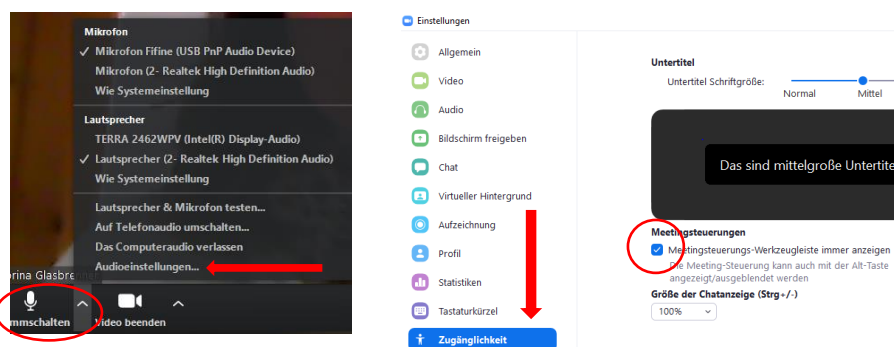 Mikrofon
✓ Mikrofon Fifine (USB PnP Audio Device)
Mikrofon (2- Realtek High Definition Audio)
Wie Systemeinstellung
Lautsprecher
TERRA 2462WPV (Intel(R) Display-Audio)
✓ Lautsprecher (2- Realtek High Definition Audio)
Wie Systemeinstellung
Lautsprecher & Mikrofon testen...
Auf Telefonaudio umschalten...
Das Computeraudio verlassen
Audioeinstellungen...
rina Glasbre
mmschalten
Video beenden
Einstellungen
Allgemein
Video
Audio
Bildschirm freigeben
Chat
Virtueller Hintergrund
Aufzeichnung
Profil
Statistiken
Tastaturkürzel
Zugänglichkeit
Untertitel
Untertitel Schriftgröße:
Normal Mittel
Das sind mittelgroße Untertite
Meetingsteuerungen
Meetingsteuerungs-Werkzeugleiste immer anzeigen
Die Meeting-Steuerung kann auch mit der Alt-Taste
angezeigt/ausgeblendet werden
Größe der Chatanzeige (Strg+/-)
100%